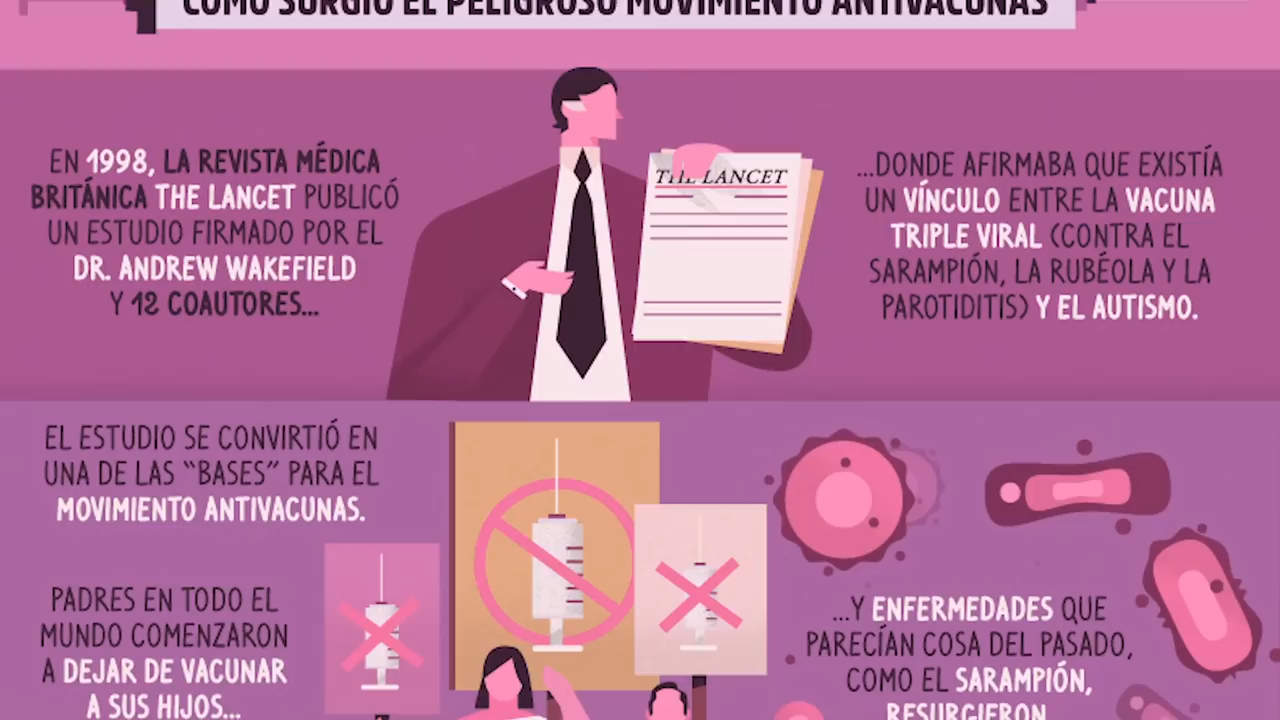 CÓMO SURGIÓ EL PELIGROSO MOVIMIENTO ANTIVACUNAS
EN 1998, LA REVISTA MÉDICA
BRITÁNICA THE LANCET PUBLICÓ
UN ESTUDIO FIRMADO POR EL
DR. ANDREW WAKEFIELD
Y 12 COAUTORES...
THE LANCET
...DONDE AFIRMABA QUE EXISTÍA
UN VÍNCULO ENTRE LA VACUNA
TRIPLE VIRAL (CONTRA EL
SARAMPIÓN, LA RUBÉOLA Y LA
PAROTIDITIS) Y EL AUTISMO.
EL ESTUDIO SE CONVIRTIÓ EN
UNA DE LAS “BASES” PARA EL
MOVIMIENTO ANTIVACUNAS.
PADRES EN TODO EL
MUNDO COMENZARON
A DEJAR DE VACUNAR
A SUS HIJOS...
...Y ENFERMEDADES QUE
PARECÍAN COSA DEL PASADO,
COMO EL SARAMPIÓN,
RESURGIERON